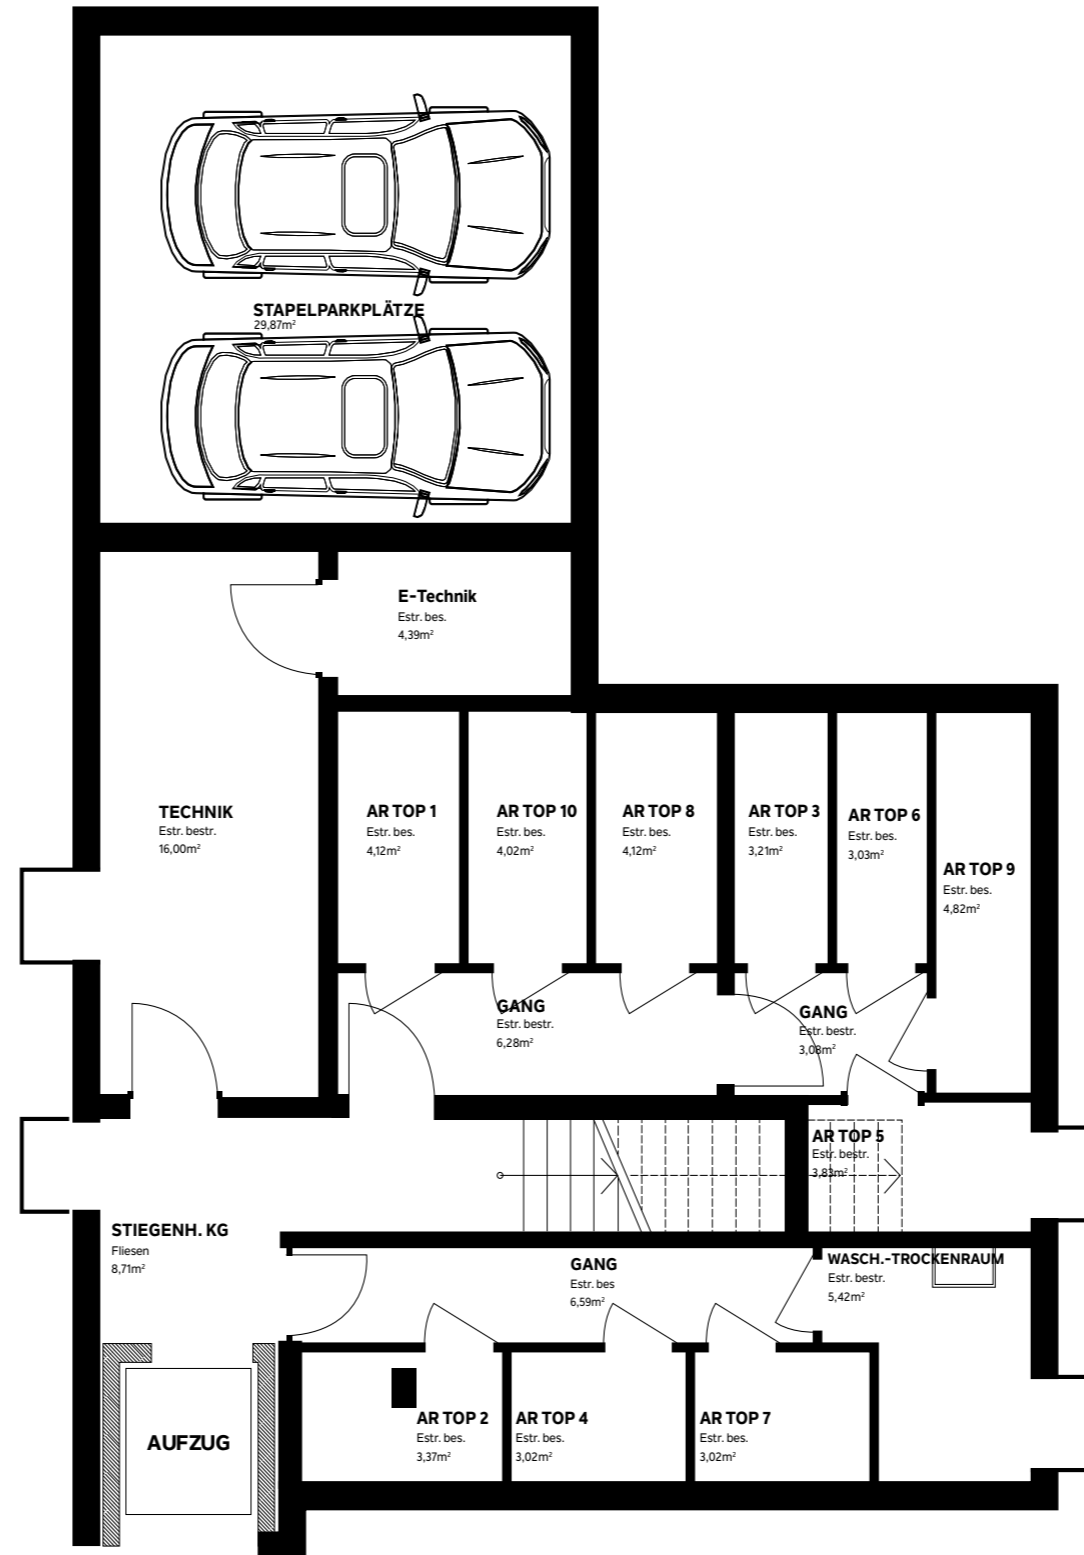 STAPELPARKPLÄTZE
29,87m²
E-Technik
Estr. bes.
4,39m²
TECHNIK
Estr. bestr.
16,00m²
AR TOP 1
Estr. bes.
4,12m²
AR TOP 10
Estr. bes.
4,02m²
AR TOP 8
Estr. bes.
4,12m²
AR TOP 3
Estr. bes.
3,21m²
AR TOP 6
Estr. bes.
3,03m²
AR TOP 9
Estr. bes.
4,82m²
GANG
Estr. bestr.
6,28m²
GANG
Estr. bestr.
3,08m²
AR TOP 5
Estr. bestr.
3,83m²
STIEGENH. KG
Fliesen
8,71m²
GANG
Estr. bes
6,59m²
WASCH.-TROCKENRAUM
Estr. bestr.
5,42m²
AR TOP 2
Estr. bes.
3,37m²
AR TOP 4
Estr. bes.
3,02m²
AR TOP 7
Estr. bes.
3,02m²
AUFZUG